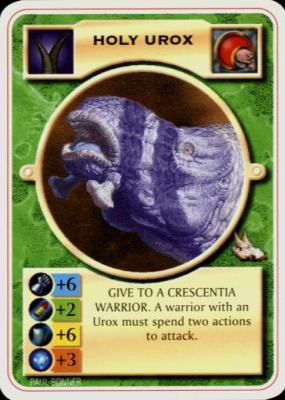 HOLY UROX
+6
+2
+6
+3
GIVE TO A CRESCENTIA
WARRIOR. A warrior with an
Urox must spend two actions
to attack.
PAUL BONNER